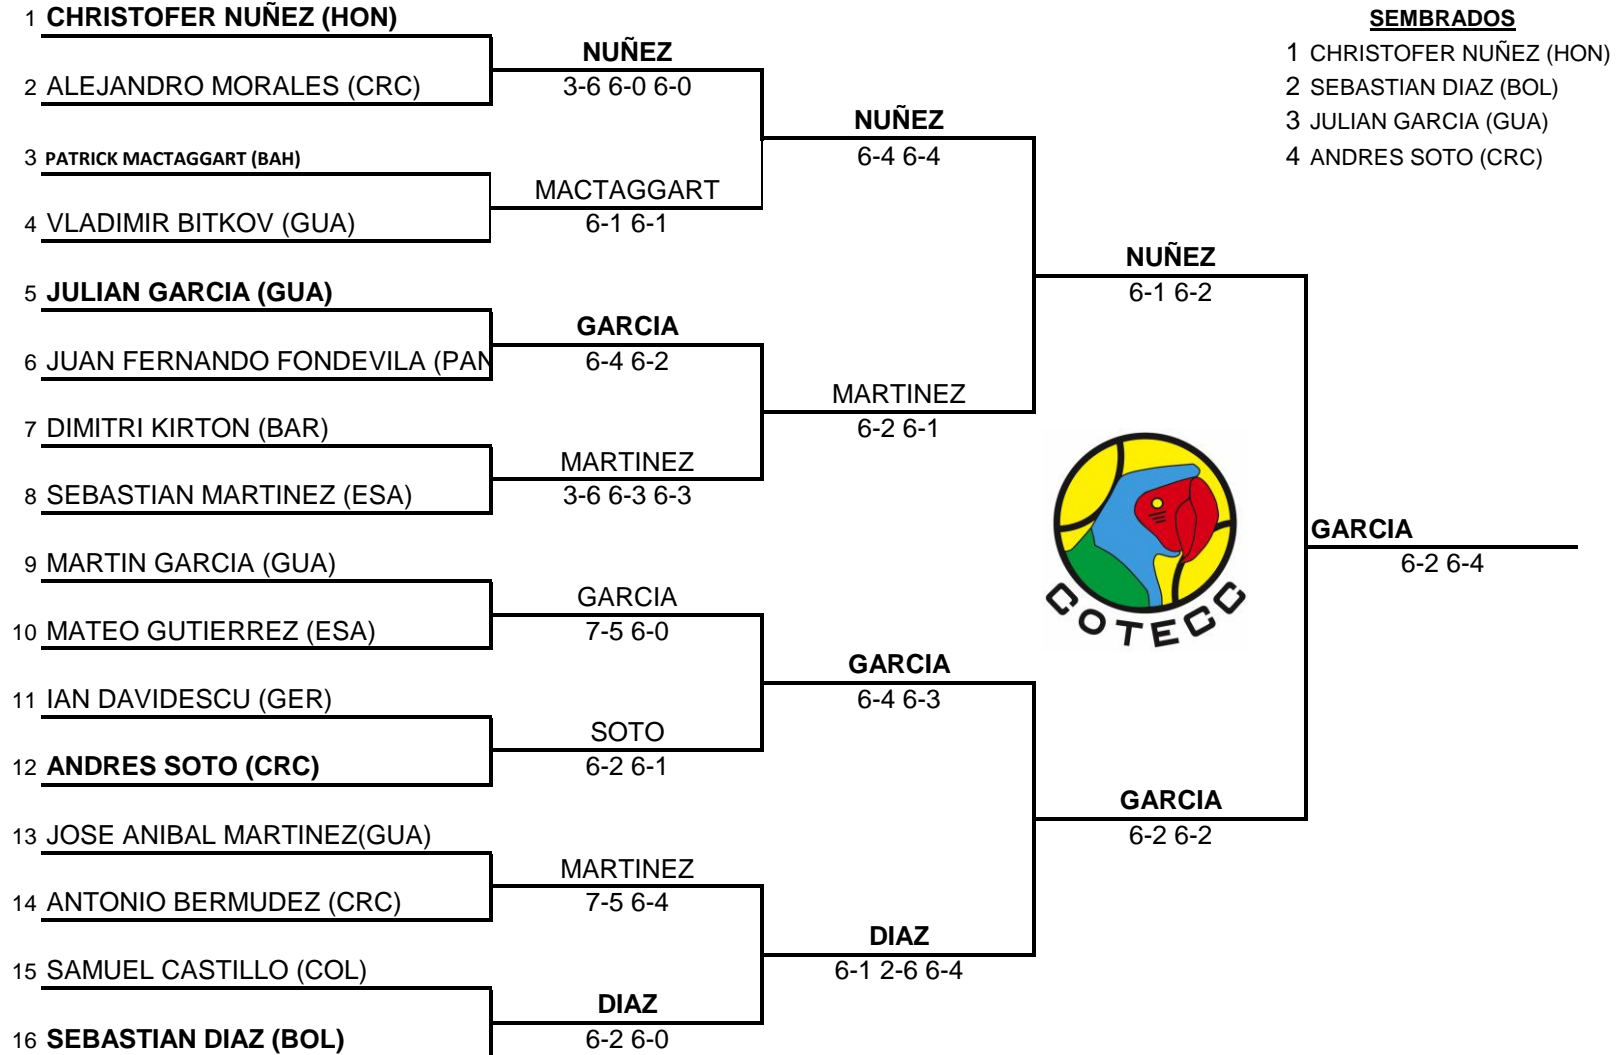 1 CHRISTOFER NUÑEZ (HON)
2 ALEJANDRO MORALES (CRC)
3 PATRICK MACTAGGART (BAH)
4 VLADIMIR BITKOV (GUA)
5 JULIAN GARCIA (GUA)
6 JUAN FERNANDO FONDEVILA (PAN
7 DIMITRI KIRTON (BAR)
8 SEBASTIAN MARTINEZ (ESA)
9 MARTIN GARCIA (GUA)
10 MATEO GUTIERREZ (ESA)
11 IAN DAVIDESCU (GER)
12 ANDRES SOTO (CRC)
13 JOSE ANIBAL MARTINEZ(GUA)
14 ANTONIO BERMUDEZ (CRC)
15 SAMUEL CASTILLO (COL)
16 SEBASTIAN DIAZ (BOL)
NUÑEZ
3-6 6-0 6-0
MACTAGGART
6-1 6-1
GARCIA
6-4 6-2
MARTINEZ
3-6 6-3 6-3
GARCIA
7-5 6-0
SOTO
6-2 6-1
MARTINEZ
7-5 6-4
DIAZ
6-2 6-0
NUÑEZ
6-4 6-4
MARTINEZ
6-2 6-1
GARCIA
6-4 6-3
DIAZ
6-1 2-6 6-4
NUÑEZ
6-1 6-2
GARCIA
6-2 6-2
GARCIA
6-2 6-4
SEMBRADOS
1 CHRISTOFER NUÑEZ (HON)
2 SEBASTIAN DIAZ (BOL)
3 JULIAN GARCIA (GUA)
4 ANDRES SOTO (CRC)
COTECC